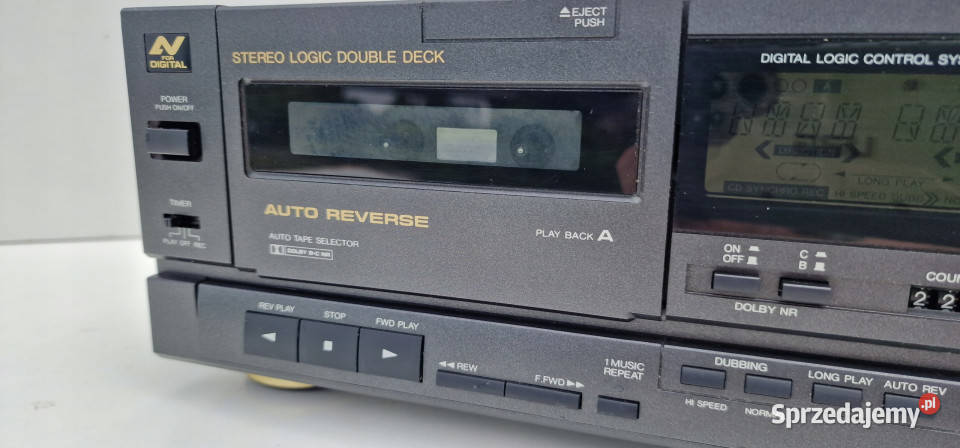 N
FOR
DIGITAL
STEREO LOGIC DOUBLE DECK
EJECT
PUSH
DIGITAL LOGIC CONTROL
POWER
PUSH ON/OFF
TIMER
PLAY OFF REC
AUTO REVERSE
AUTO TAPE SELECTOR
DOLBY B-C NR
PLAY BACK A
A
LONG PLAY
CD SYNCHRO REC
HI SPEED
ON
OFF
C
B
DOLBY NR
COUN
2 2
REV PLAY
STOP
FWD PLAY
REW
F.FWD
1 MUSIC
REPEAT
DUBBING
HI SPEED
LONG PLAY
AUTO REV
Sprzedajemy.pl